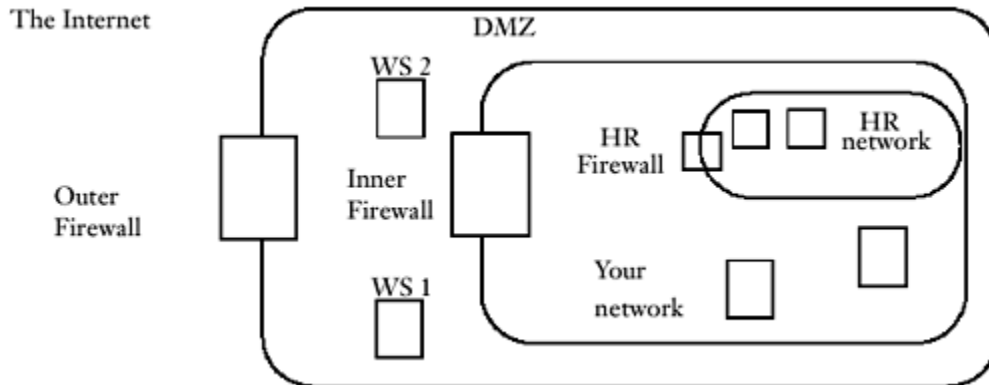 The Internet
DMZ
WS 2
HR
Firewall
HR
network
Outer
Firewall
Inner
Firewall
WS 1
Your
network